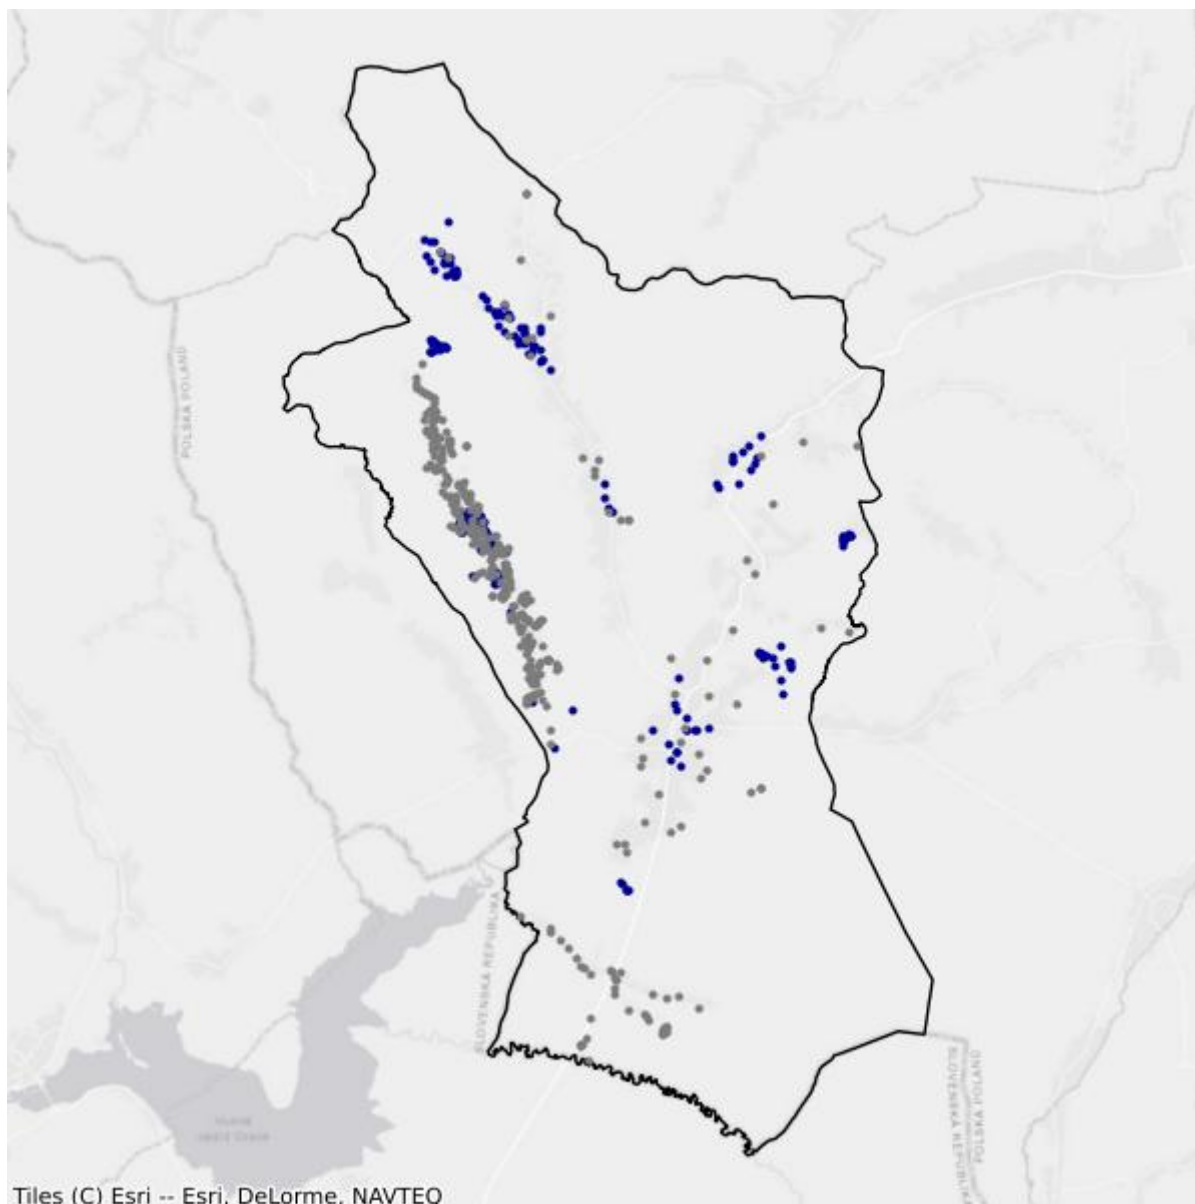 POLSKA POLAND
SLOVENSKÁ REPUBLIKA
SLOVENSKÁ REPUBLIKA
POLSKA POLAND
Tiles (C) Esri -- Esri, DeLorme, NAVTEQ